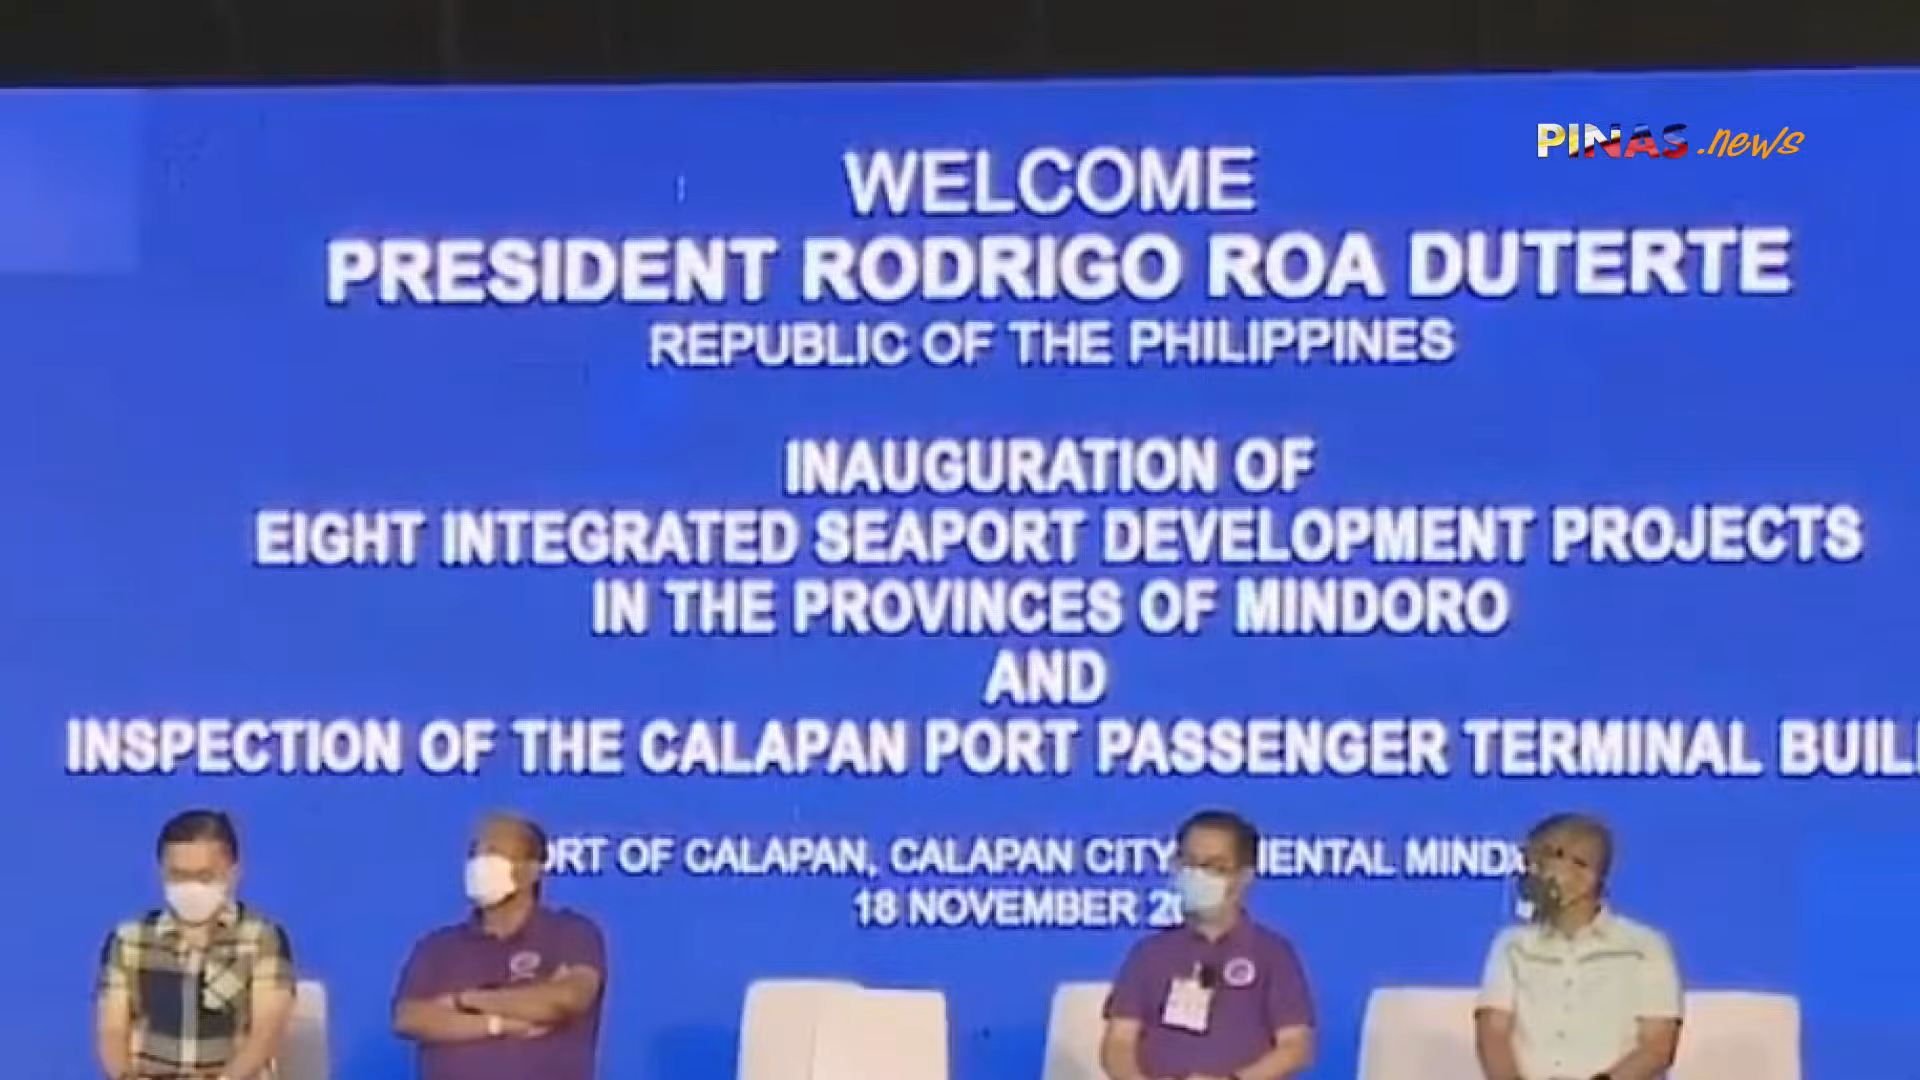 PINAS.news
WELCOME
PRESIDENT RODRIGO ROA DUTERTE
REPUBLIC OF THE PHILIPPINES
INAUGURATION OF
EIGHT INTEGRATED SEAPORT DEVELOPMENT PROJECTS
IN THE PROVINCES OF MINDORO
AND
INSPECTION OF THE CALAPAN PORT PASSENGER TERMINAL
OF CALAPAN, CALAPAN CITY
18 NOVEMBER